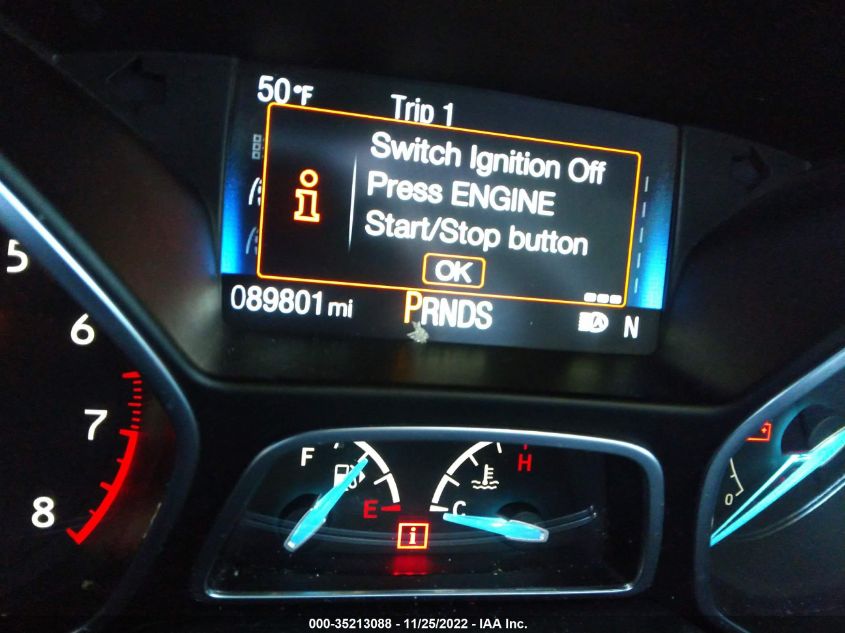 50°F
Trip 1
Switch Ignition Off
Press ENGINE
Start/Stop button
OK
089801 mi
PRNDS
N
5
6
7
8
F
E
H
C
0
000-35213088 - 11/25/2022 - IAA Inc.